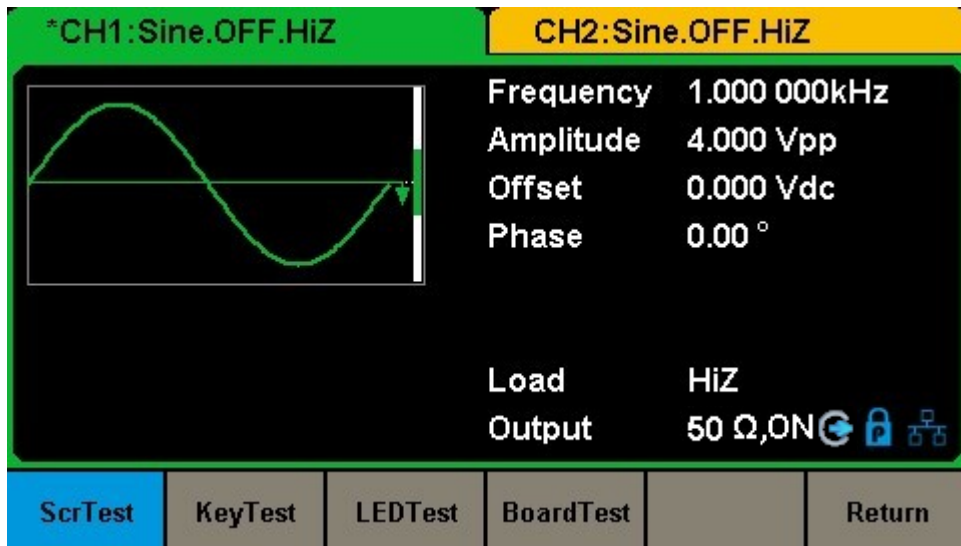 *CH1:Sine.OFF.HiZ CH2:Sine.OFF.HiZ
Frequency 1.000 000kHz
Amplitude 4.000 Vpp
Offset 0.000 Vdc
Phase 0.00 °
Load HiZ
Output 50 Ω,ON P
ScrTest KeyTest LEDTest BoardTest Return